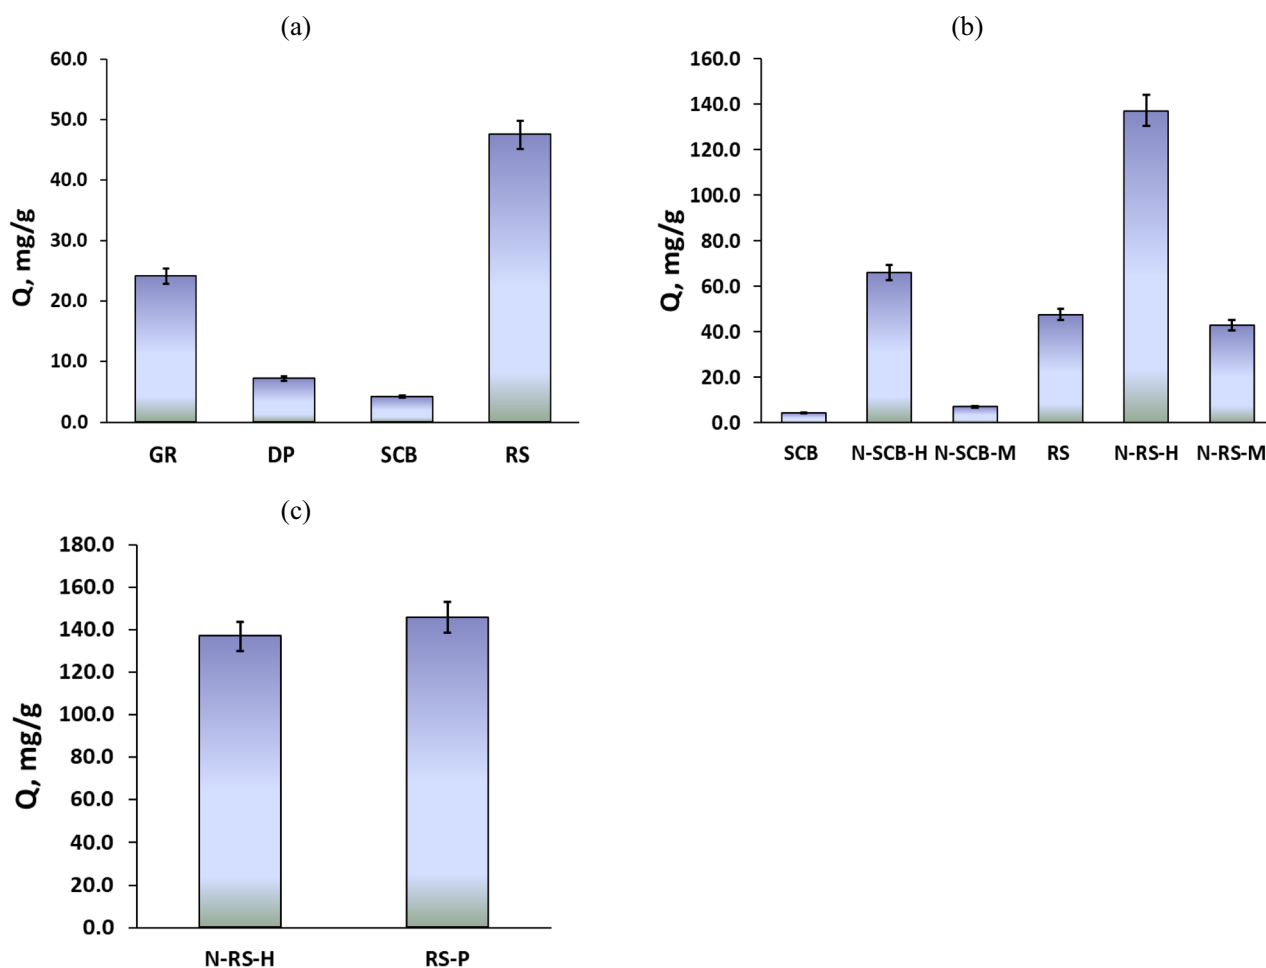 (a)
60.0
50.0
40.0
30.0
20.0
10.0
0.0
Q, mg/g
GR DP SCB RS
(b)
160.0
140.0
120.0
100.0
80.0
60.0
40.0
20.0
0.0
Q, mg/g
SCB N-SCB-H N-SCB-M RS N-RS-H N-RS-M
(c)
180.0
160.0
140.0
120.0
100.0
80.0
60.0
40.0
20.0
0.0
Q, mg/g
N-RS-H RS-P